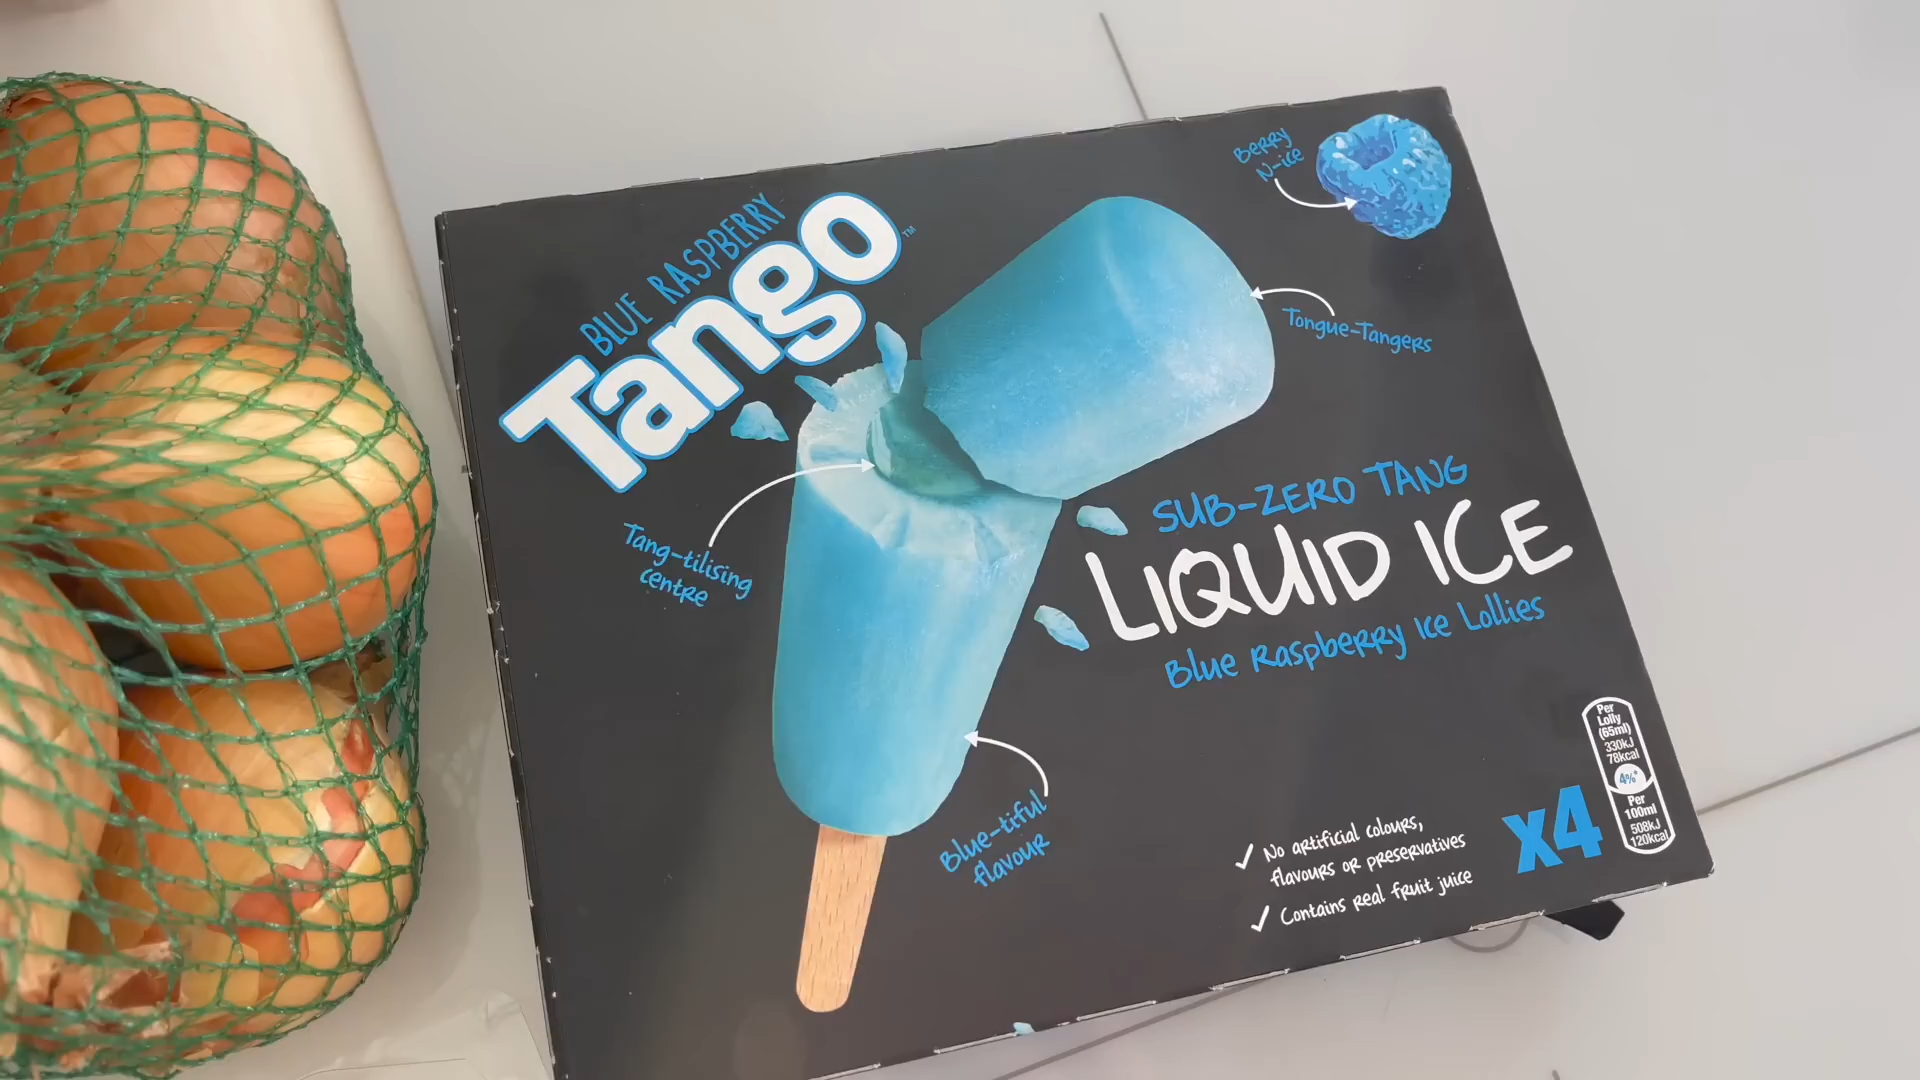 BLUE RASPBERRY
Tango™
Berry
N-ice
Tongue-Tangers
Tang-tilising
centre
SUB-ZERO TANG
LIQUID ICE
Blue Raspberry Ice Lollies
Blue-tiful
flavour
✓ No artificial colours,
flavours or preservatives
✓ Contains real fruit juice
x4
Per
Lolly
(65ml)
330kJ
78kcal
4%*
Per
100ml
508kJ
120kcal